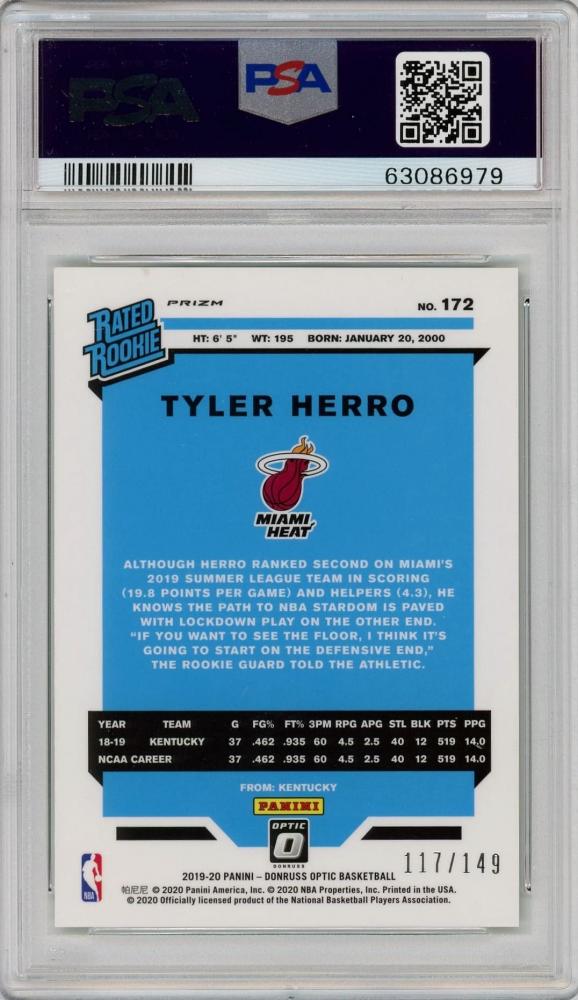 PSA
PSA
63086979
RATED
ROOKIE
PRIZM
NO. 172
HT: 6' 5" WT: 195 BORN: JANUARY 20, 2000
TYLER HERRO
MIAMI
HEAT
ALTHOUGH HERRO RANKED SECOND ON MIAMI'S
2019 SUMMER LEAGUE TEAM IN SCORING
(19.8 POINTS PER GAME) AND HELPERS (4.3), HE
KNOWS THE PATH TO NBA STARDOM IS PAVED
WITH LOCKDOWN PLAY ON THE OTHER END.
"IF YOU WANT TO SEE THE FLOOR, I THINK IT'S
GOING TO START ON THE DEFENSIVE END,"
THE ROOKIE GUARD TOLD THE ATHLETIC.
YEAR TEAM G FG% FT% 3PM RPG APG STL BLK PTS PPG
18-19 KENTUCKY 37 .462 .935 60 4.5 2.5 40 12 519 14.0
NCAA CAREER 37 .462 .935 60 4.5 2.5 40 12 519 14.0
FROM: KENTUCKY
PANINI
OPTIC
DONRUSS
2019-20 PANINI – DONRUSS OPTIC BASKETBALL
117/149
NBA
帕尼尼 © 2020 Panini America, Inc. © 2020 NBA Properties, Inc. Printed in the USA.
© 2020 Officially licensed product of the National Basketball Players Association.